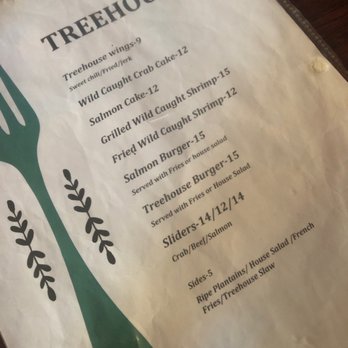 TREEHOU
Treehouse wings-9
Sweet chili/Fried/Jerk
Wild Caught Crab Cake-12
Salmon Cake-12
Grilled Wild Caught Shrimp-15
Fried Wild Caught Shrimp-12
Salmon Burger-15
Served with Fries or house salad
Treehouse Burger-15
Served with Fries or House Salad
Sliders-14/12/14
Crab/Beef/Salmon
Sides-5
Ripe Plantains/ House Salad /French
Fries/Treehouse Slaw